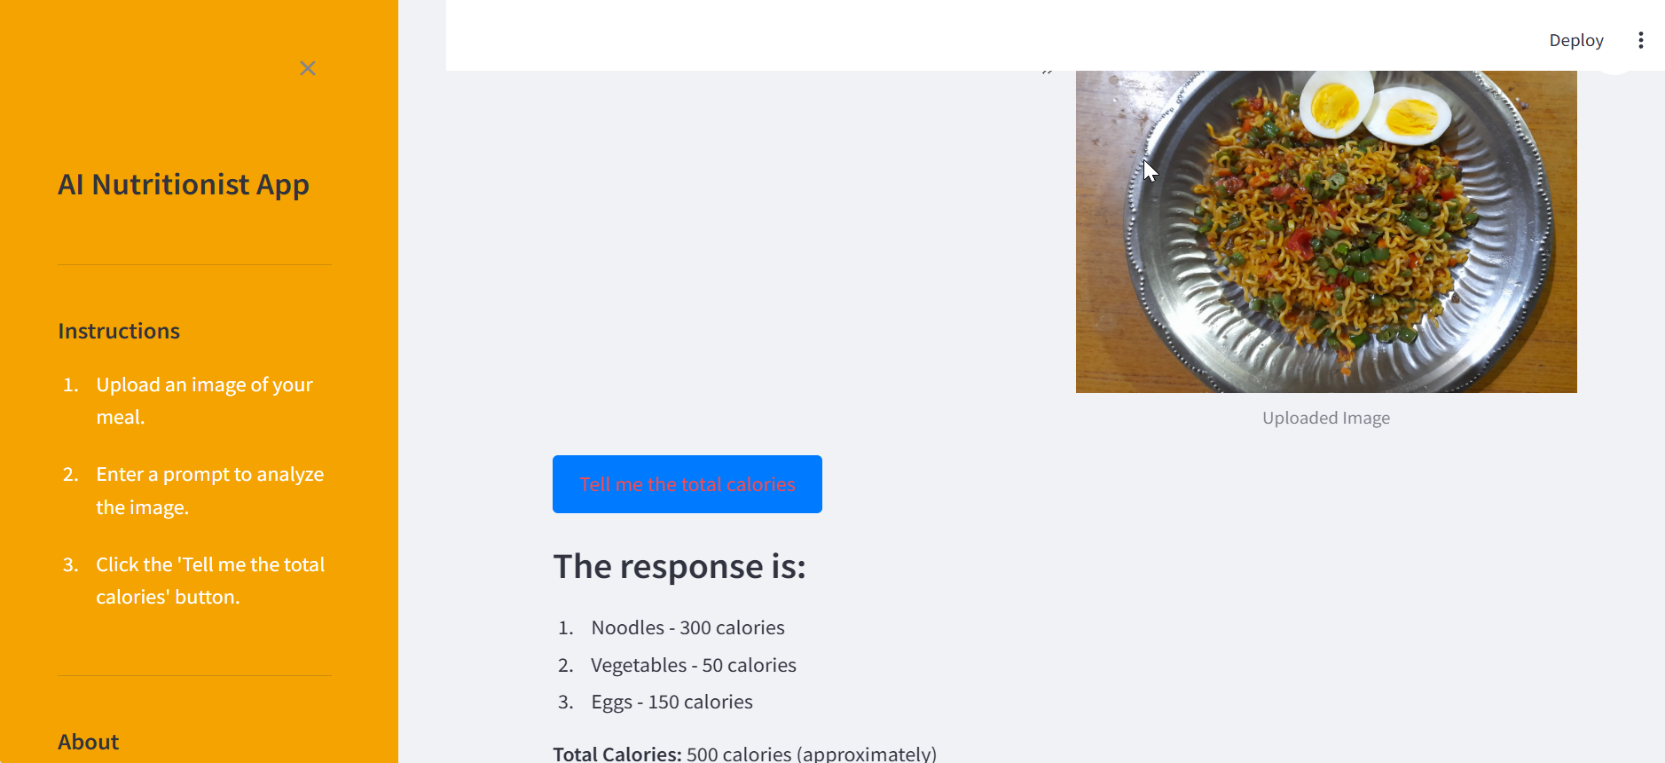 Deploy
AI Nutritionist App
Instructions
1. Upload an image of your
meal.
2. Enter a prompt to analyze
the image.
3. Click the 'Tell me the total
calories' button.
About
Uploaded Image
Tell me the total calories
The response is:
1. Noodles - 300 calories
2. Vegetables - 50 calories
3. Eggs - 150 calories
Total Calories: 500 calories (approximately)